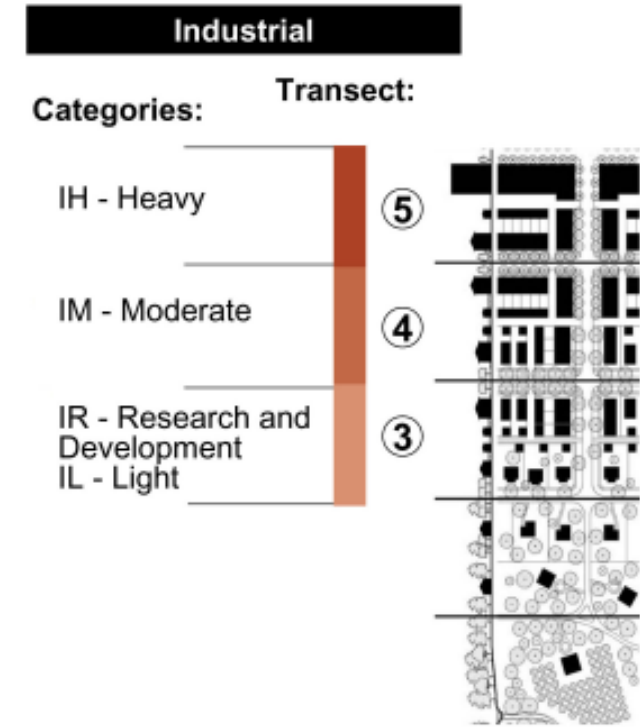 Industrial
Categories:
Transect:
IH - Heavy
5
IM - Moderate
4
IR - Research and
Development
IL - Light
3